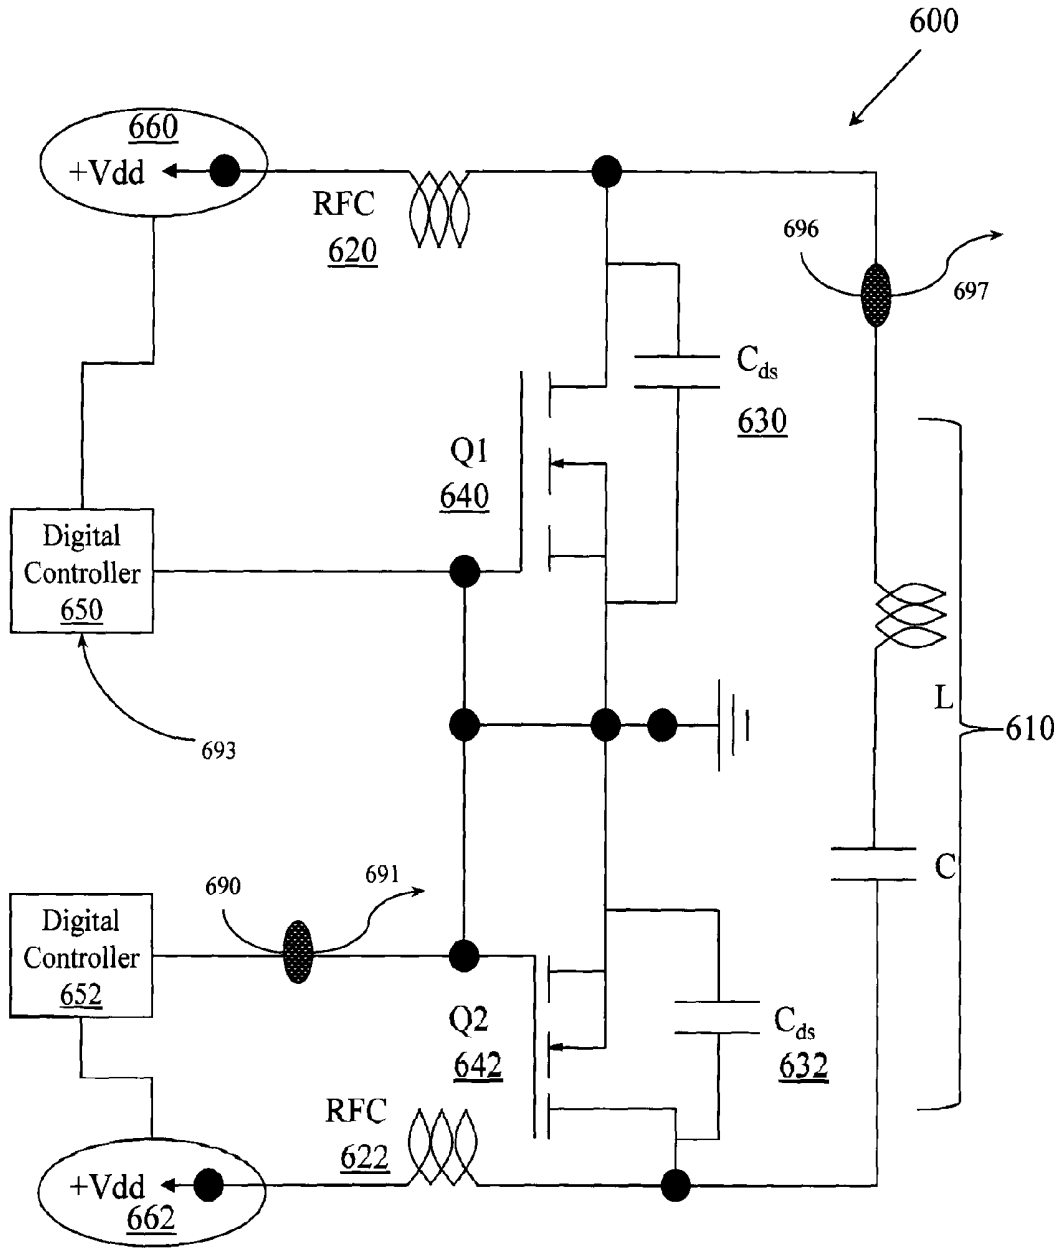 600
660
+Vdd
RFC
620
696
697
Cds
630
Q1
640
Digital
Controller
650
693
L
610
690
691
C
Digital
Controller
652
Q2
642
Cds
632
RFC
622
+Vdd
662